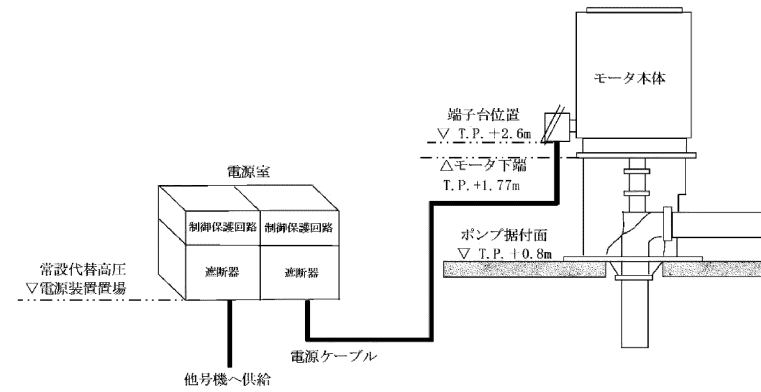 モータ本体
端子台位置
▽ T.P.+2.6m
△モータ下端
T.P.+1.77m
電源室
制御保護回路 制御保護回路
ポンプ据付面
▽ T.P.+0.8m
遮断器 遮断器
常設代替高圧
▽電源装置置場
電源ケーブル
他号機へ供給